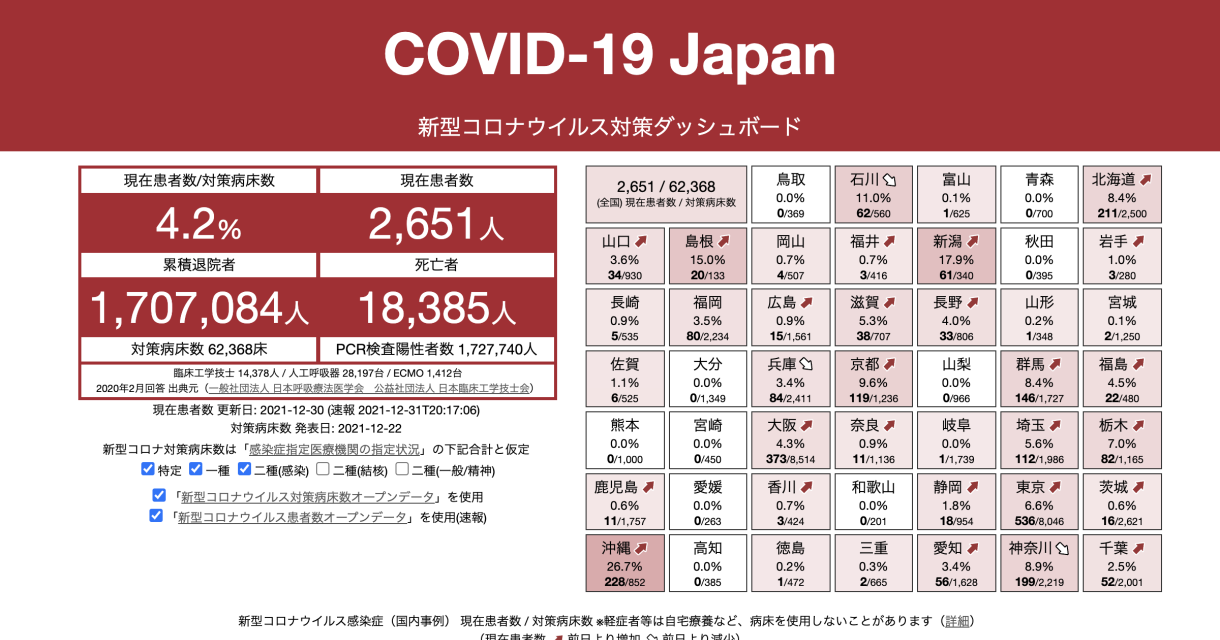 COVID-19 Japan
新型コロナウイルス対策ダッシュボード
現在患者数/対策病床数
現在患者数
4.2%
2,651人
累積退院者
死亡者
1,707,084人
18,385人
対策病床数 62,368床
PCR検査陽性者数 1,727,740人
臨床工学技士 14,378人 / 人工呼吸器 28,197台 / ECMO 1,412台
2020年2月回答 出典元（一般社団法人 日本呼吸療法医学会　公益社団法人 日本臨床工学技士会）
現在患者数 更新日: 2021-12-30 (速報 2021-12-31T20:17:06)
対策病床数 発表日: 2021-12-22
新型コロナ対策病床数は「感染症指定医療機関の指定状況」の下記合計と仮定
特定 一種 二種(感染) 二種(結核) 二種(一般/精神)
「新型コロナウイルス対策病床数オープンデータ」を使用
「新型コロナウイルス患者数オープンデータ」を使用(速報)
2,651 / 62,368
(全国) 現在患者数 / 対策病床数
鳥取
0.0%
0/369
石川
11.0%
62/560
富山
0.1%
1/625
青森
0.0%
0/700
北海道
8.4%
211/2,500
山口
3.6%
34/930
島根
15.0%
20/133
岡山
0.7%
4/507
福井
0.7%
3/416
新潟
17.9%
61/340
秋田
0.0%
0/395
岩手
1.0%
3/280
長崎
0.9%
5/535
福岡
3.5%
80/2,234
広島
0.9%
15/1,561
滋賀
5.3%
38/707
長野
4.0%
33/806
山形
0.2%
1/348
宮城
0.1%
2/1,250
佐賀
1.1%
6/525
大分
0.0%
0/1,349
兵庫
3.4%
84/2,411
京都
9.6%
119/1,236
山梨
0.0%
0/966
群馬
8.4%
146/1,727
福島
4.5%
22/480
熊本
0.0%
0/1,000
宮崎
0.0%
0/450
大阪
4.3%
373/8,514
奈良
0.9%
11/1,136
岐阜
0.0%
1/1,739
埼玉
5.6%
112/1,986
栃木
7.0%
82/1,165
鹿児島
0.6%
11/1,757
愛媛
0.0%
0/263
香川
0.7%
3/424
和歌山
0.0%
0/201
静岡
1.8%
18/954
東京
6.6%
536/8,046
茨城
0.6%
16/2,621
沖縄
26.7%
228/852
高知
0.0%
0/385
徳島
0.2%
1/472
三重
0.3%
2/665
愛知
3.4%
56/1,628
神奈川
8.9%
199/2,219
千葉
2.5%
52/2,001
新型コロナウイルス感染症（国内事例） 現在患者数 / 対策病床数 ※軽症者等は自宅療養など、病床を使用しないことがあります（詳細）
（現在患者数 前日より増加 前日より減少）